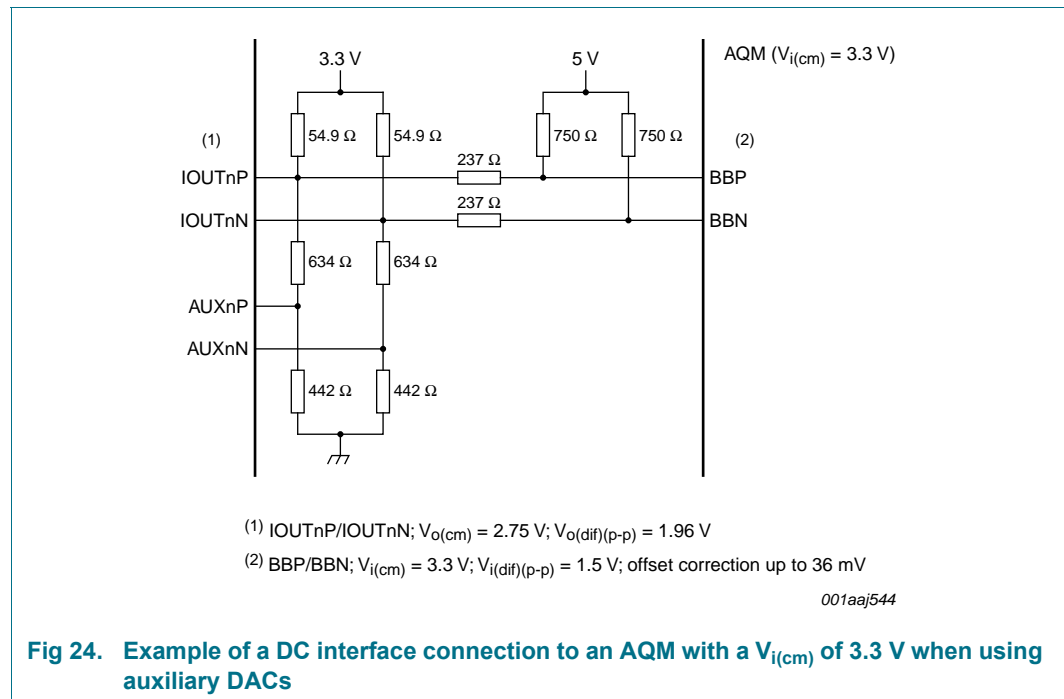 3.3 V
5 V
AQM (Vi(cm) = 3.3 V)
(1)
54.9 Ω
54.9 Ω
750 Ω
750 Ω
(2)
237 Ω
IOUTnP
BBP
237 Ω
IOUTnN
BBN
634 Ω
634 Ω
AUXnP
AUXnN
442 Ω
442 Ω
(1) IOUTnP/IOUTnN; Vo(cm) = 2.75 V; Vo(dif)(p-p) = 1.96 V
(2) BBP/BBN; Vi(cm) = 3.3 V; Vi(dif)(p-p) = 1.5 V; offset correction up to 36 mV
001aaj544
Fig 24. Example of a DC interface connection to an AQM with a Vi(cm) of 3.3 V when using
auxiliary DACs